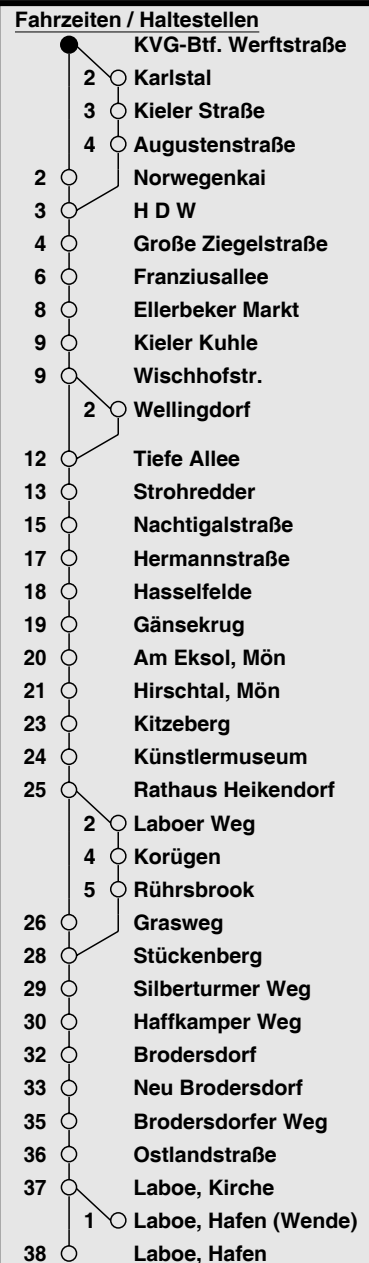 Fahrzeiten / Haltestellen
KVG-Btf. Werftstraße
2 Karlstal
3 Kieler Straße
4 Augustenstraße
2 Norwegenkai
3 H D W
4 Große Ziegelstraße
6 Franziusallee
8 Ellerbeker Markt
9 Kieler Kuhle
9 Wischhofstr.
2 Wellingdorf
12 Tiefe Allee
13 Strohredder
15 Nachtigalstraße
17 Hermannstraße
18 Hasselfelde
19 Gänsekrug
20 Am Eksol, Mön
21 Hirschtal, Mön
23 Kitzeberg
24 Künstlermuseum
25 Rathaus Heikendorf
2 Laboer Weg
4 Korügen
5 Rührsbrook
26 Grasweg
28 Stückenberg
29 Silberturmer Weg
30 Haffkamper Weg
32 Brodersdorf
33 Neu Brodersdorf
35 Brodersdorfer Weg
36 Ostlandstraße
37 Laboe, Kirche
1 Laboe, Hafen (Wende)
38 Laboe, Hafen